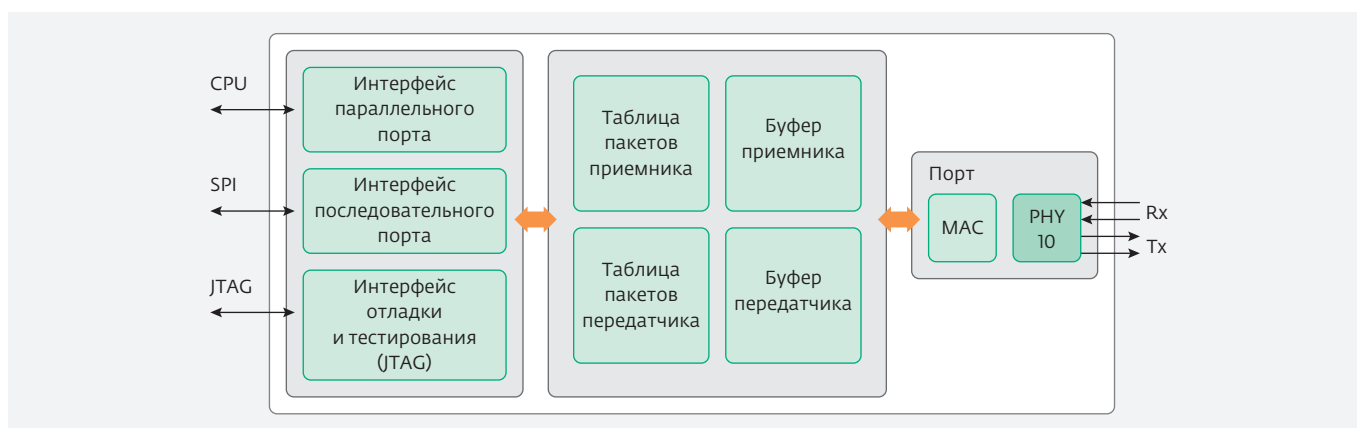 CPU
Интерфейс
параллельного
порта
SPI
Интерфейс
последовательного
порта
JTAG
Интерфейс
отладки
и тестирования
(JTAG)
Таблица
пакетов
приемника
Буфер
приемника
Таблица
пакетов
передатчика
Буфер
передатчика
Порт
MAC
PHY
10
Rx
Tx